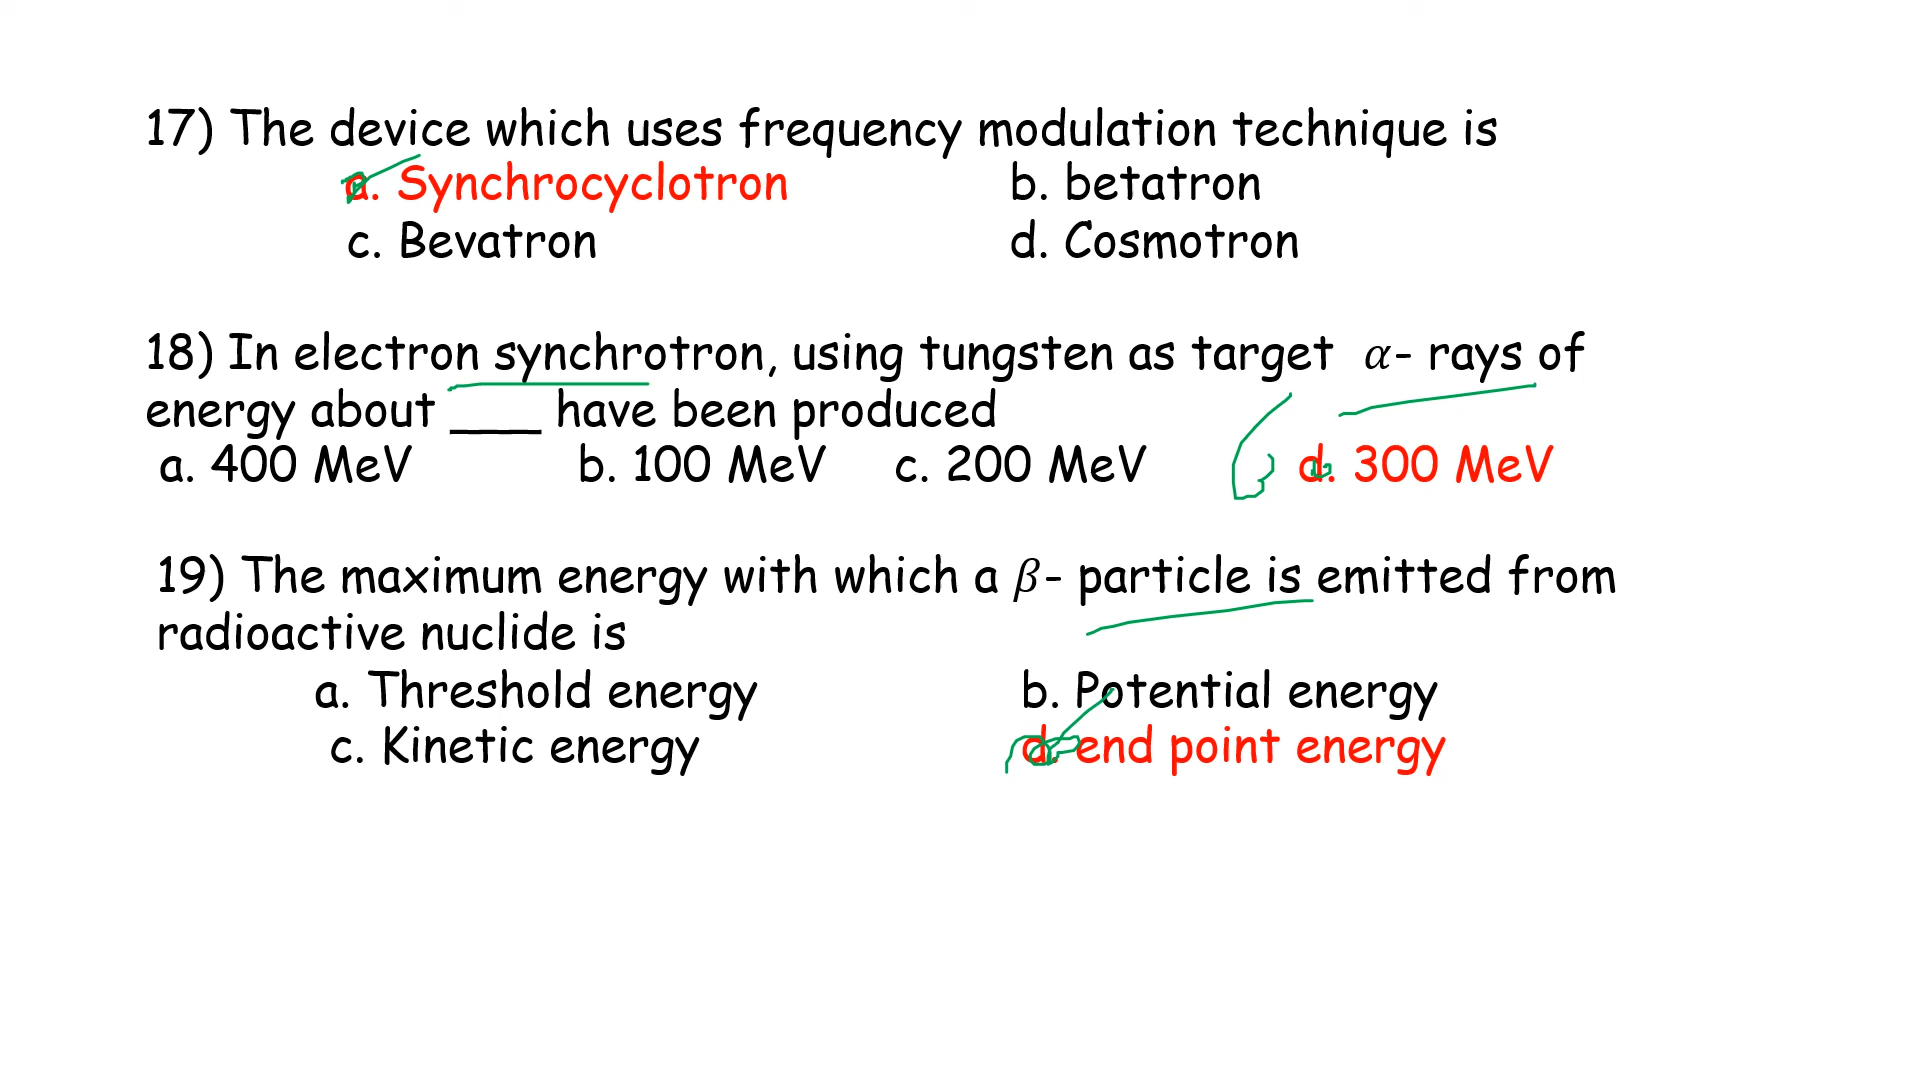 17) The device which uses frequency modulation technique is
a. Synchrocyclotron b. betatron
c. Bevatron d. Cosmotron
18) In electron synchrotron, using tungsten as target 𝛼- rays of
energy about ___ have been produced
a. 400 MeV b. 100 MeV c. 200 MeV d. 300 MeV
19) The maximum energy with which a 𝛽- particle is emitted from
radioactive nuclide is
a. Threshold energy b. Potential energy
c. Kinetic energy d. end point energy